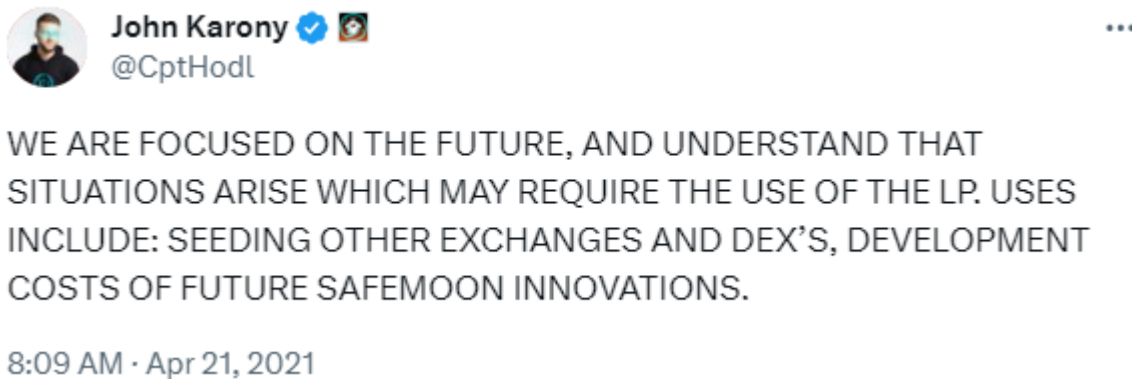 John Karony
@CptHodl
WE ARE FOCUSED ON THE FUTURE, AND UNDERSTAND THAT
SITUATIONS ARISE WHICH MAY REQUIRE THE USE OF THE LP. USES
INCLUDE: SEEDING OTHER EXCHANGES AND DEX’S, DEVELOPMENT
COSTS OF FUTURE SAFEMOON INNOVATIONS.
8:09 AM · Apr 21, 2021